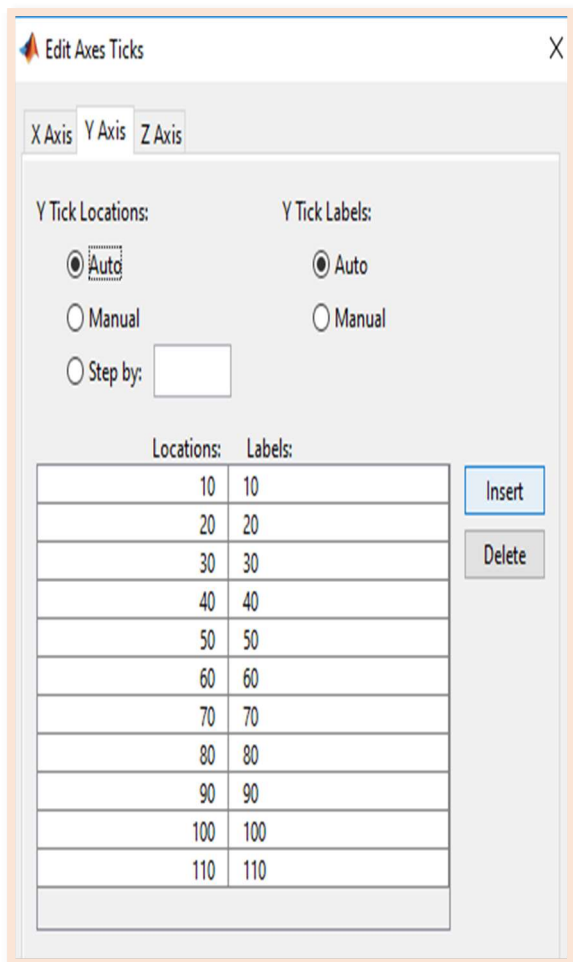 Edit Axes Ticks
X Axis Y Axis Z Axis
Y Tick Locations: Y Tick Labels:
Auto Auto
Manual Manual
Step by:
Locations: Labels:
10 10
20 20
30 30
40 40
50 50
60 60
70 70
80 80
90 90
100 100
110 110
Insert
Delete